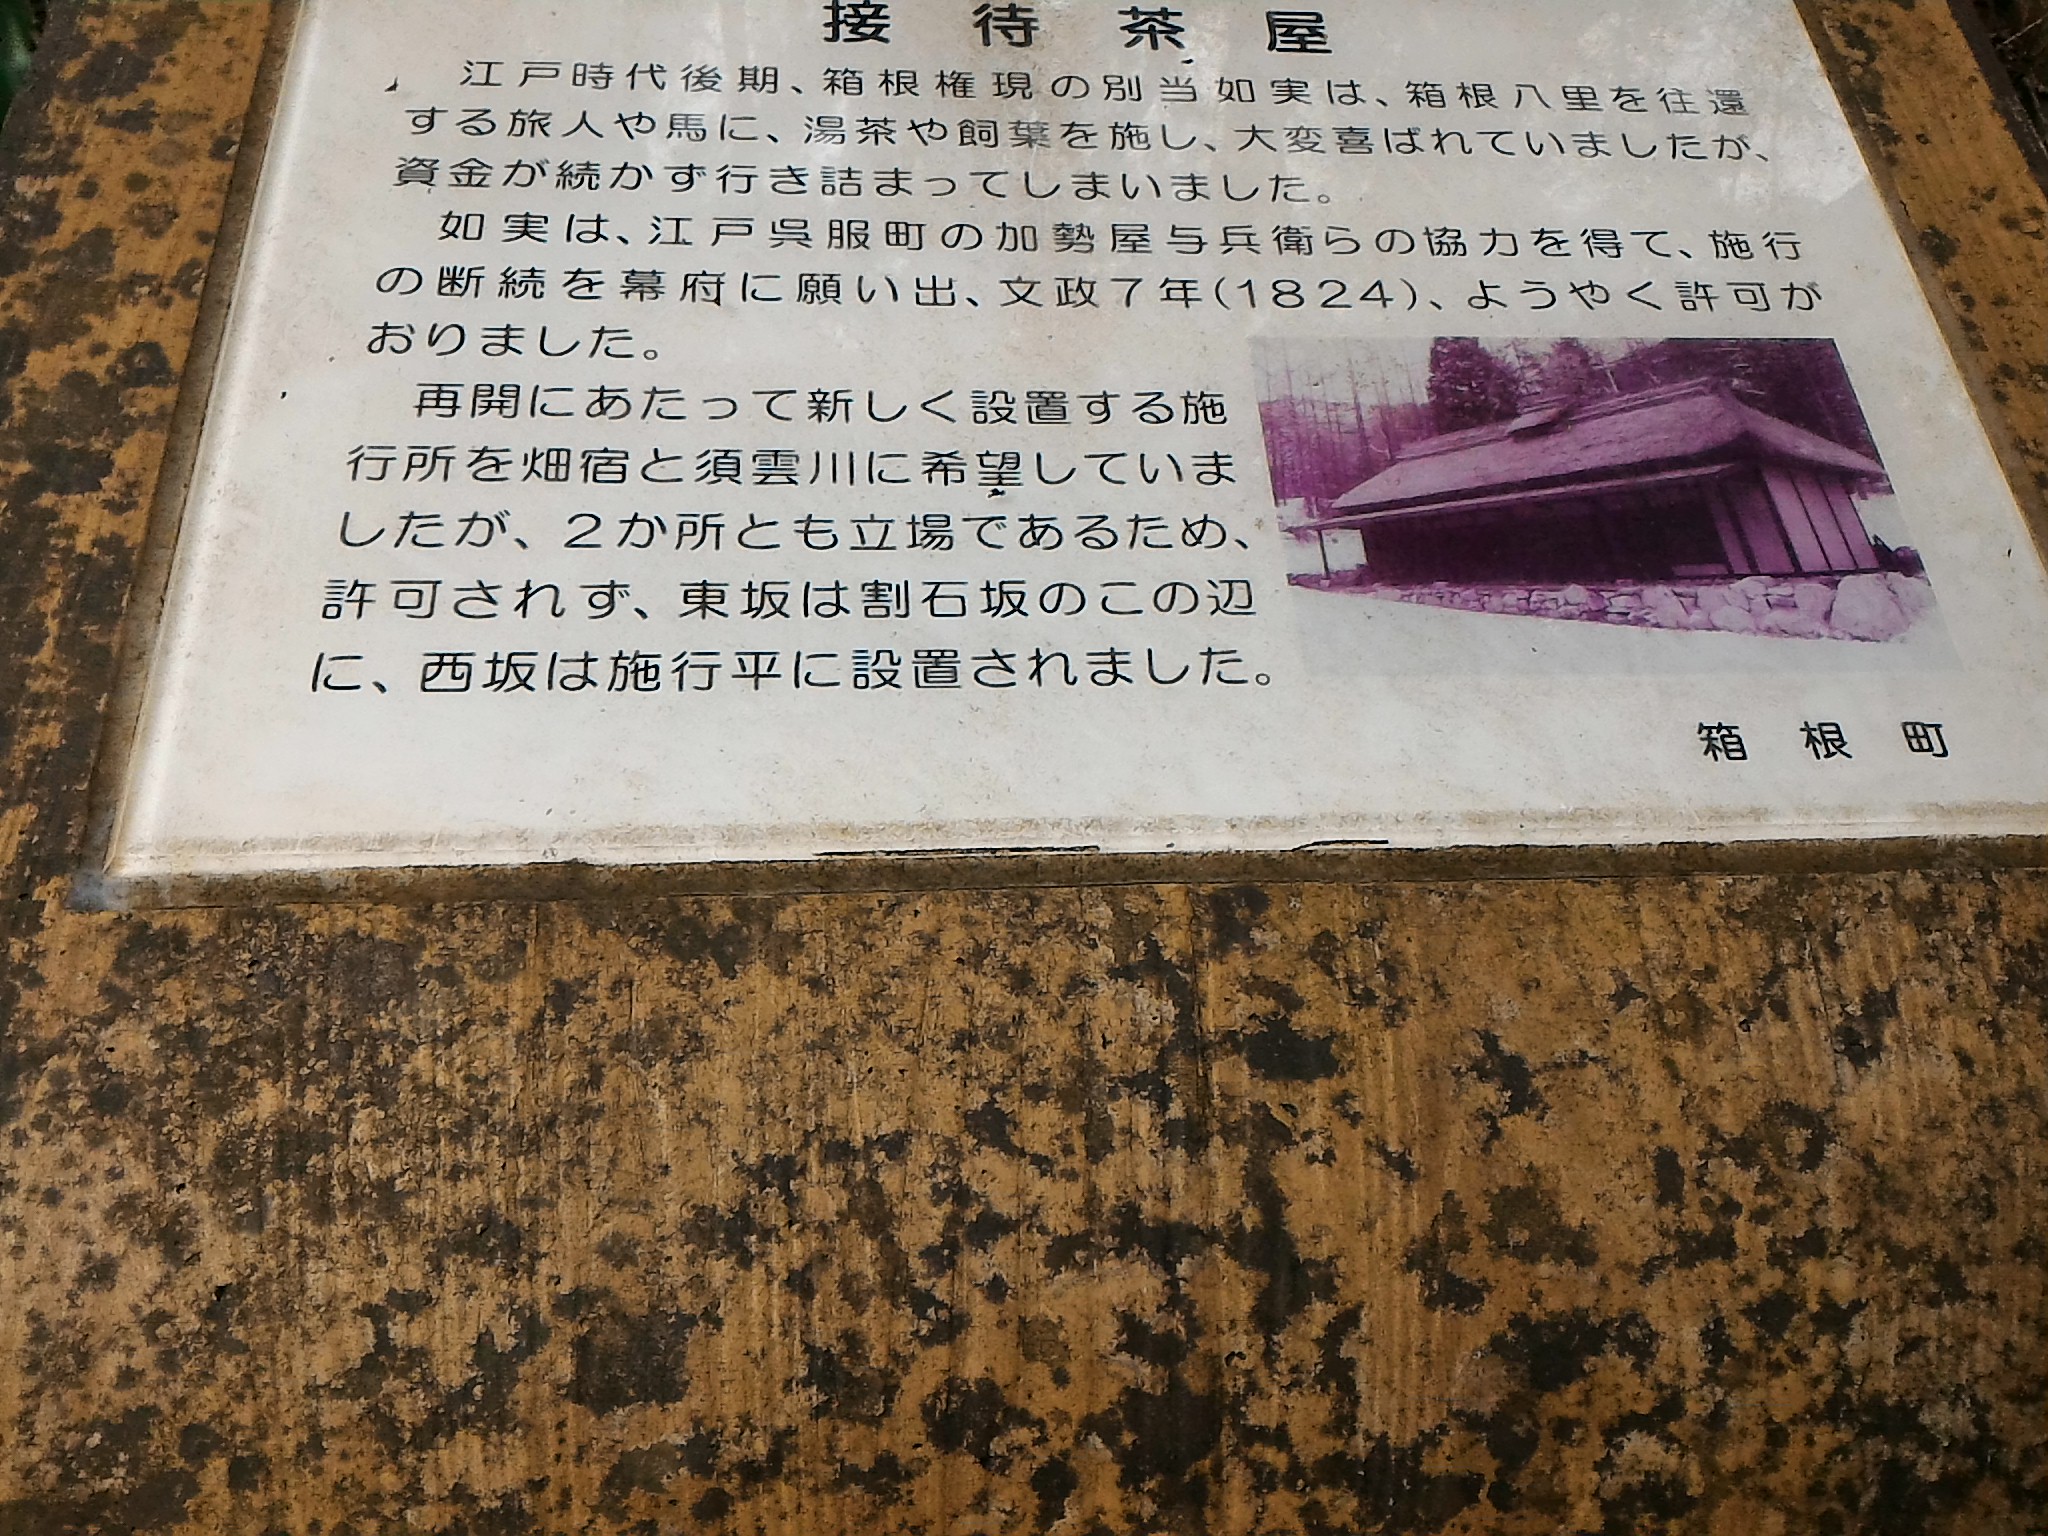 接待茶屋
江戸時代後期、箱根権現の別当如実は、箱根八里を往還
する旅人や馬に、湯茶や飼葉を施し、大変喜ばれていましたが、
資金が続かず行き詰まってしまいました。
如実は、江戸呉服町の加勢屋与兵衛らの協力を得て、施行
の断続を幕府に願い出、文政7年(1824)、ようやく許可が
おりました。
再開にあたって新しく設置する施
行所を畑宿と須雲川に希望していま
したが、2か所とも立場であるため、
許可されず、東坂は割石坂のこの辺
に、西坂は施行平に設置されました。
箱根町